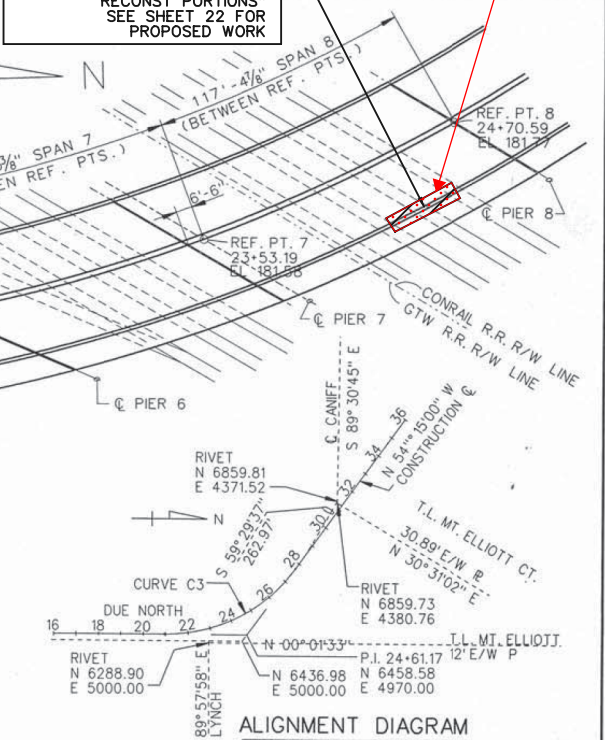 RECONST PORTIONS
SEE SHEET 22 FOR
PROPOSED WORK
N
117'-4⅞" SPAN 8
(BETWEEN REF. PTS.)
⅜" SPAN 7
EN REF. PTS.)
6'-6"
REF. PT. 8
24+70.59
EL 181.77
REF. PT. 7
23+53.19
EL 181.58
℄ PIER 8
℄ PIER 7
℄ PIER 6
CONRAIL R.R. R/W LINE
GTW R.R. R/W LINE
℄ CANIFF
S 89°30'45" E
N 54°15'00" W
CONSTRUCTION ℄
36
34
32
30
28
26
24
22
20
18
16
RIVET
N 6859.81
E 4371.52
N
S 59°29'37"
262.97'
T.L. MT. ELLIOTT CT.
30.89' E/W
N 30°31'02" E
CURVE C3
DUE NORTH
RIVET
N 6859.73
E 4380.76
N 00°01'33"
T.L. MT. ELLIOTT
12' E/W P
RIVET
N 6288.90
E 5000.00
89°57'58" E
LYNCH
N 6436.98
E 5000.00
P.I. 24+61.17
N 6458.58
E 4970.00
ALIGNMENT DIAGRAM